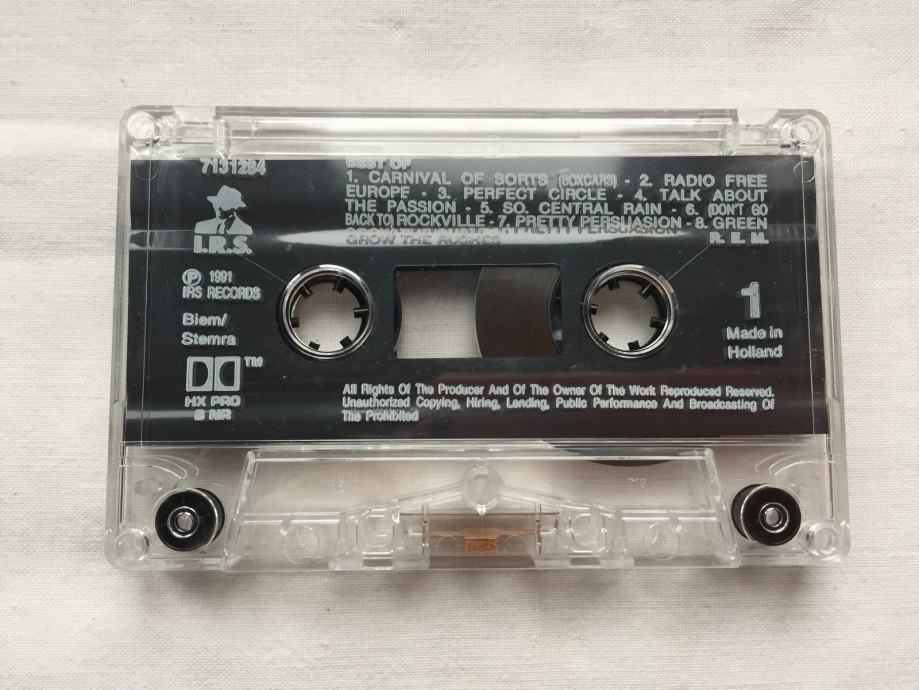 7131284
BEST OF
1. CARNIVAL OF SORTS (BOXCARS) - 2. RADIO FREE
EUROPE - 3. PERFECT CIRCLE - 4. TALK ABOUT
THE PASSION - 5. SO. CENTRAL RAIN - 6. (DON'T GO
BACK TO) ROCKVILLE - 7. PRETTY PERSUASION - 8. GREEN
GROW THE RUSHES
R. E. M.
I.R.S.
Ⓟ 1991
IRS RECORDS
Biem/
Stemra
TM
HX PRO
B NR
1
Made in
Holland
All Rights Of The Producer And Of The Owner Of The Work Reproduced Reserved.
Unauthorized Copying, Hiring, Lending, Public Performance And Broadcasting Of
The Prohibited